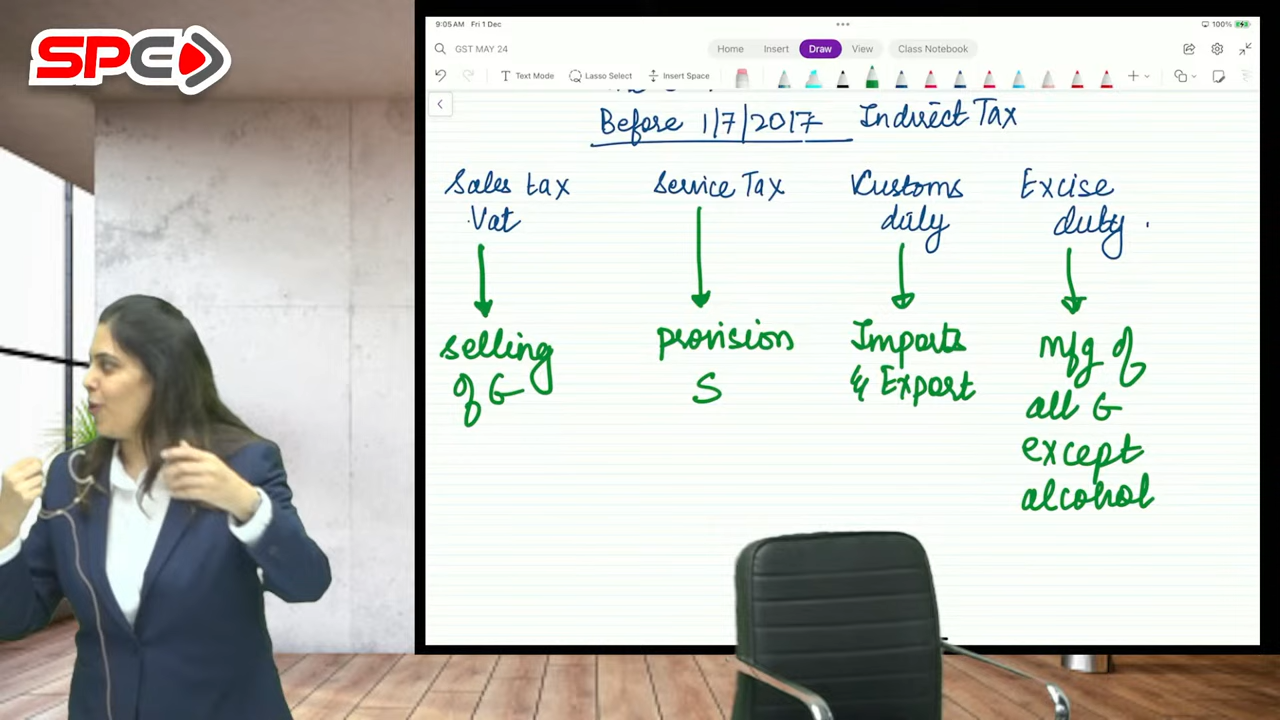 SPED
9:05 AM Fri 1 Dec
100%
GST MAY 24
Home Insert Draw View Class Notebook
Text Mode Lasso Select Insert Space
Before 1/7/2017 Indirect Tax
Sales tax
Vat
Service Tax
Customs
duty
Excise
duty
selling
of G
provision
S
Imports
& Export
mfg of
all G
except
alcohol